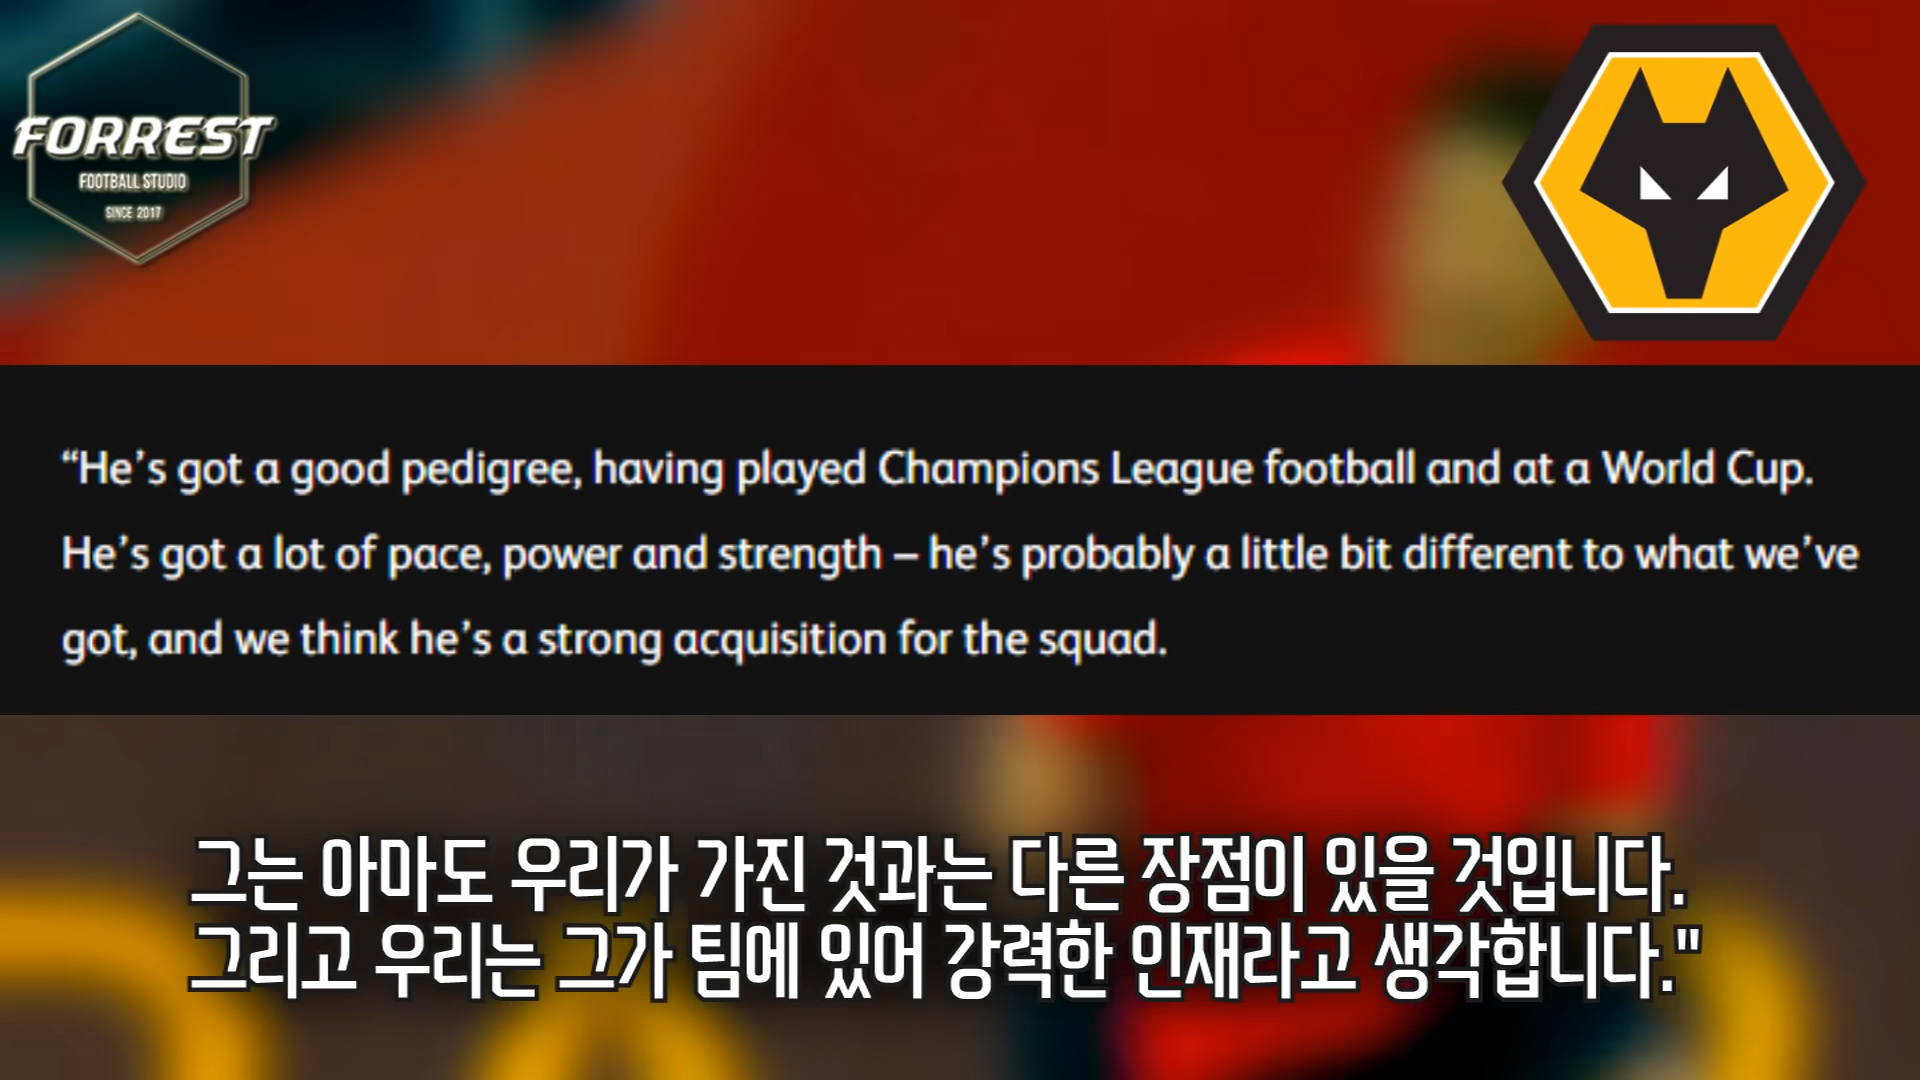 FORREST
FOOTBALL STUDIO
SINCE 2017
“He’s got a good pedigree, having played Champions League football and at a World Cup.
He’s got a lot of pace, power and strength – he’s probably a little bit different to what we’ve
got, and we think he’s a strong acquisition for the squad.
그는 아마도 우리가 가진 것과는 다른 장점이 있을 것입니다.
그리고 우리는 그가 팀에 있어 강력한 인재라고 생각합니다."